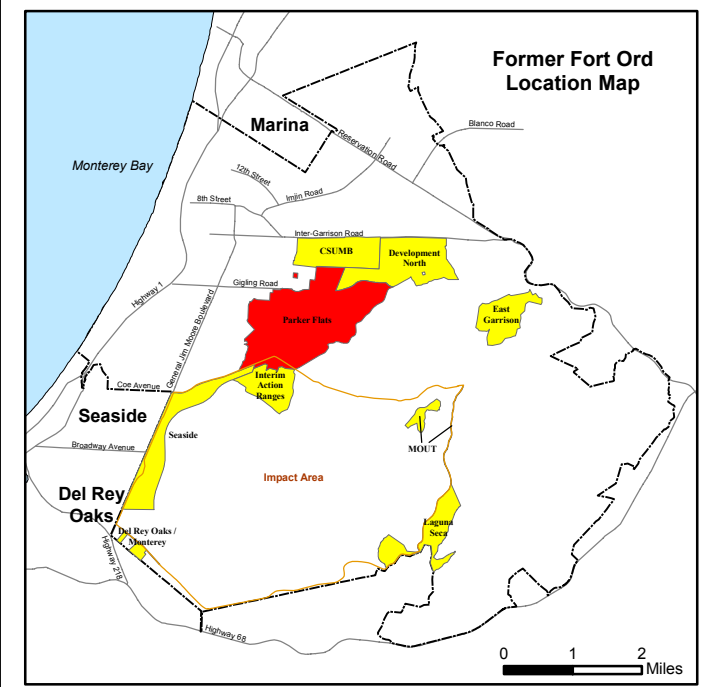 Former Fort Ord
Location Map
Marina
Blanco Road
Reservation Road
Monterey Bay
12th Street
Imjin Road
8th Street
Inter-Garrison Road
CSUMB
Development
North
Gigling Road
Highway 1
General Jim Moore Boulevard
East
Garrison
Parker Flats
Interim
Action
Ranges
Coe Avenue
Seaside
Seaside
MOUT
Broadway Avenue
Impact Area
Del Rey
Oaks
Laguna
Seca
Del Rey Oaks /
Monterey
Highway 218
Highway 68
0 1 2
Miles